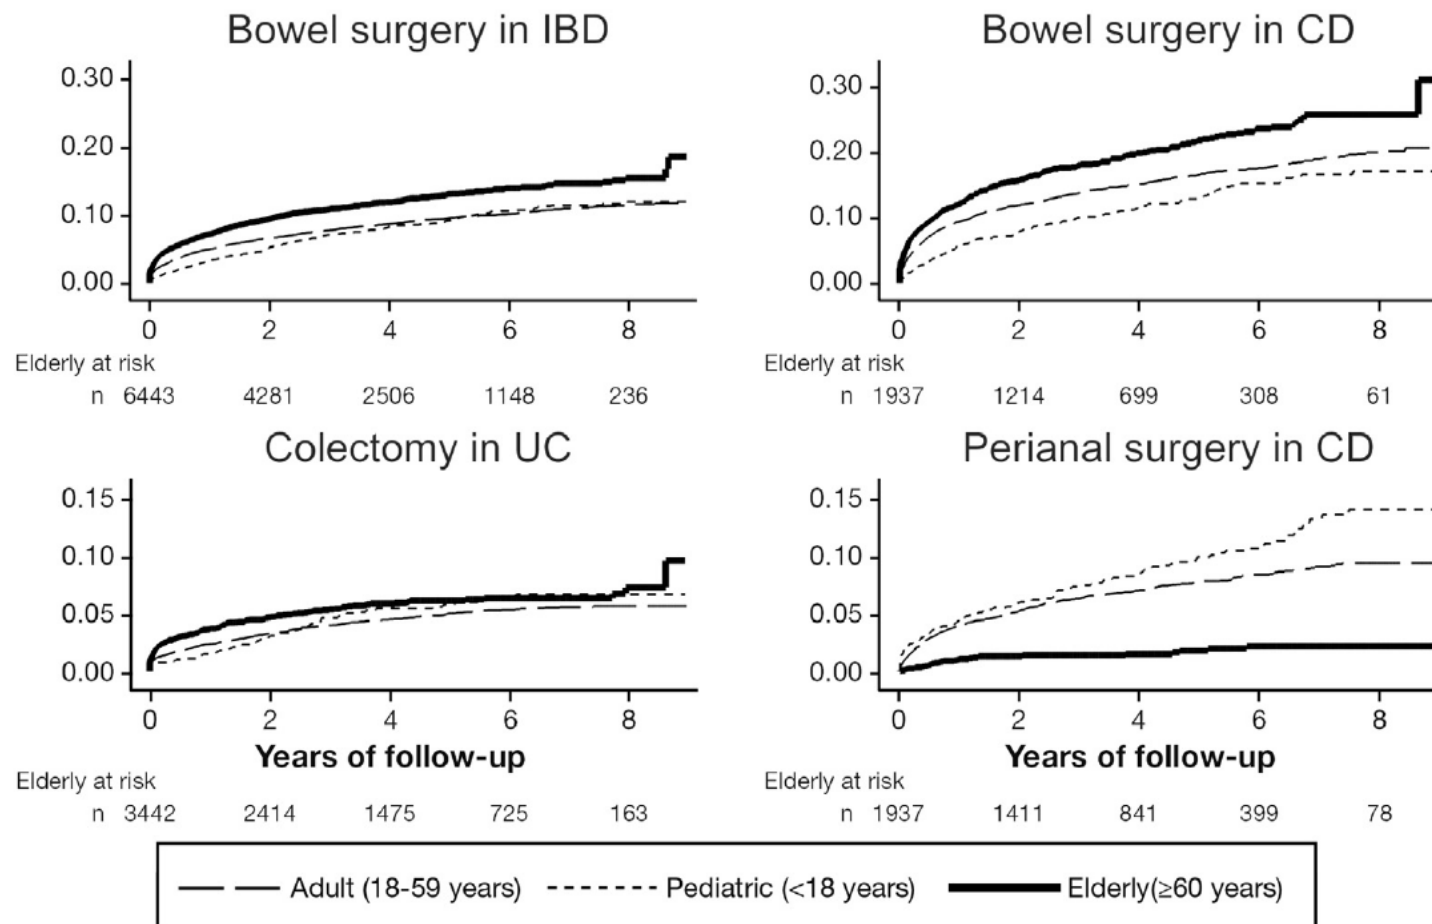 Bowel surgery in IBD
0.30
0.20
0.10
0.00
0 2 4 6 8
Elderly at risk
n 6443 4281 2506 1148 236
Bowel surgery in CD
0.30
0.20
0.10
0.00
0 2 4 6 8
Elderly at risk
n 1937 1214 699 308 61
Colectomy in UC
0.15
0.10
0.05
0.00
0 2 4 6 8
Years of follow-up
Elderly at risk
n 3442 2414 1475 725 163
Perianal surgery in CD
0.15
0.10
0.05
0.00
0 2 4 6 8
Years of follow-up
Elderly at risk
n 1937 1411 841 399 78
Adult (18-59 years) Pediatric (<18 years) Elderly(≥60 years)